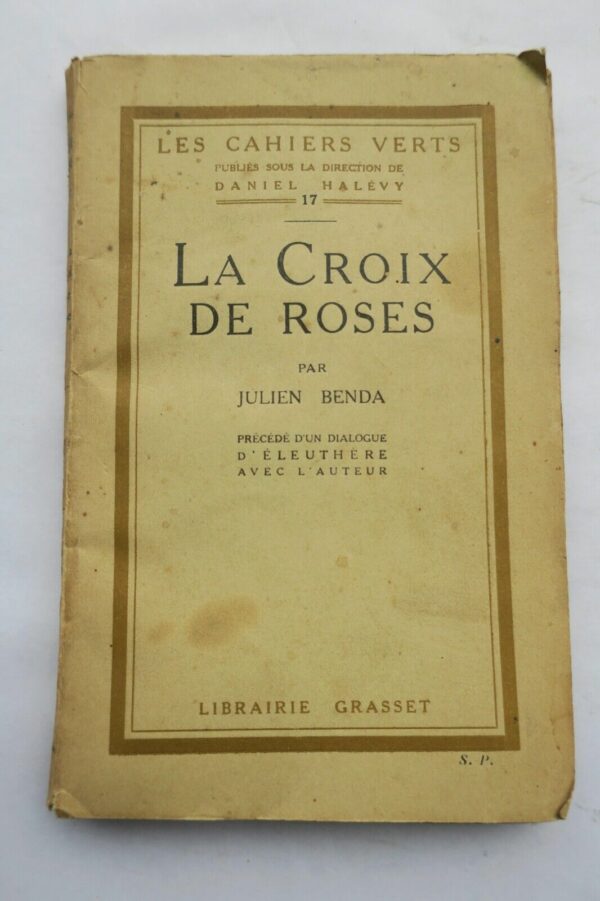 LES CAHIERS VERTS
PUBLIÉS SOUS LA DIRECTION DE
DANIEL HALÉVY
17
LA CROIX
DE ROSES
PAR
JULIEN BENDA
PRÉCÉDÉ D'UN DIALOGUE
D'ÉLEUTHÈRE
AVEC L'AUTEUR
LIBRAIRIE GRASSET
S. P.